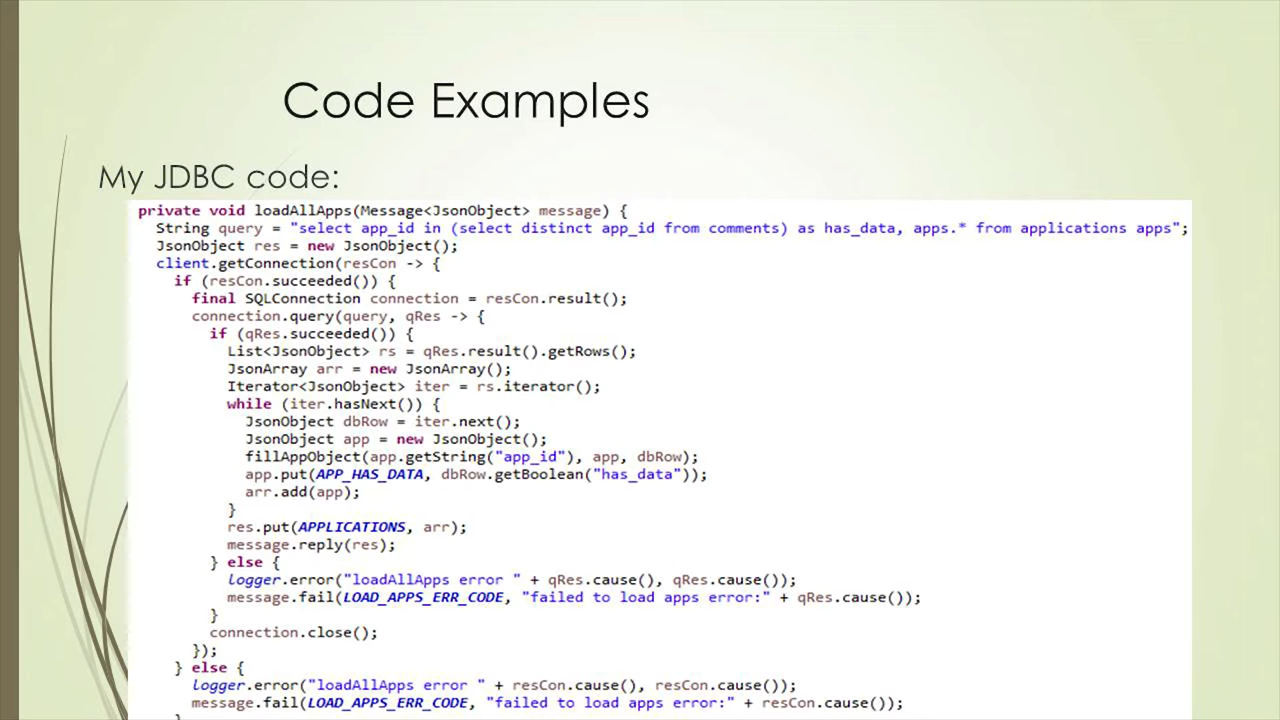 Code Examples
My JDBC code:
private void loadAllApps(Message<JsonObject> message) {
String query = "select app_id in (select distinct app_id from comments) as has_data, apps.* from applications apps";
JsonObject res = new JsonObject();
client.getConnection(resCon -> {
if (resCon.succeeded()) {
final SQLConnection connection = resCon.result();
connection.query(query, qRes -> {
if (qRes.succeeded()) {
List<JsonObject> rs = qRes.result().getRows();
JsonArray arr = new JsonArray();
Iterator<JsonObject> iter = rs.iterator();
while (iter.hasNext()) {
JsonObject dbRow = iter.next();
JsonObject app = new JsonObject();
fillAppObject(app.getString("app_id"), app, dbRow);
app.put(APP_HAS_DATA, dbRow.getBoolean("has_data"));
arr.add(app);
}
res.put(APPLICATIONS, arr);
message.reply(res);
} else {
logger.error("loadAllApps error " + qRes.cause(), qRes.cause());
message.fail(LOAD_APPS_ERR_CODE, "failed to load apps error:" + qRes.cause());
}
connection.close();
});
} else {
logger.error("loadAllApps error " + resCon.cause(), resCon.cause());
message.fail(LOAD_APPS_ERR_CODE, "failed to load apps error:" + resCon.cause());